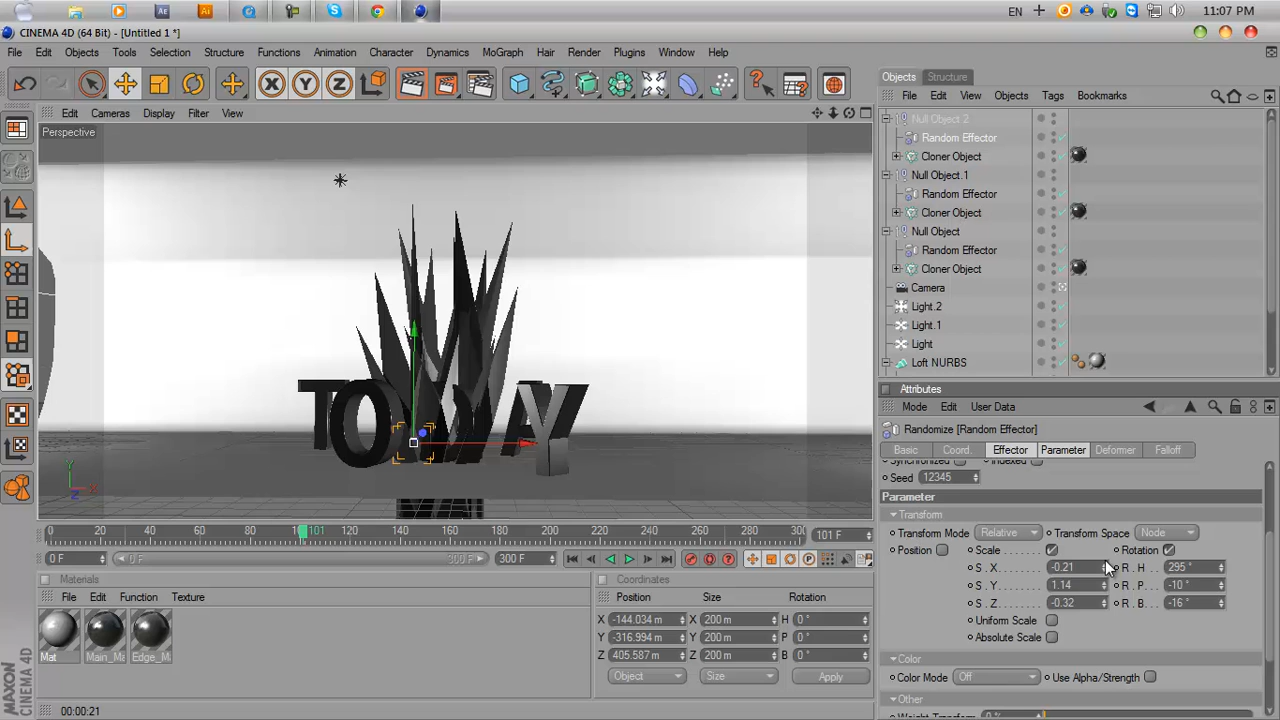 Ae
Ai
EN
11:07 PM
CINEMA 4D (64 Bit) - [Untitled 1 *]
File Edit Objects Tools Selection Structure Functions Animation Character Dynamics MoGraph Hair Render Plugins Window Help
X Y Z
Objects Structure
Edit Cameras Display Filter View
File Edit View Objects Tags Bookmarks
Perspective
Null Object 2
Random Effector
Cloner Object
Null Object.1
Random Effector
Cloner Object
Null Object
Random Effector
Cloner Object
Camera
Light.2
Light.1
Light
Loft NURBS
TODAY
Y
X
Z
Attributes
Mode Edit User Data
Randomize [Random Effector]
Basic Coord. Effector Parameter Deformer Falloff
Synchronized Indexed
Seed 12345
Parameter
Transform
Transform Mode Relative Transform Space Node
Position Scale Rotation
S . X -0.21 R . H 295 °
S . Y 1.14 R . P -10 °
S . Z -0.32 R . B -16 °
Uniform Scale
Absolute Scale
Color
Color Mode Off Use Alpha/Strength
Other
Weight Transform 0 %
0 20 40 60 80 101 120 140 160 180 200 220 240 260 280 300 101 F
0 F 0 F 300 F 300 F
Materials
File Edit Function Texture
Mat Main_Ma Edge_Ma
Coordinates
Position Size Rotation
X -144.034 m X 200 m H 0 °
Y -316.994 m Y 200 m P 0 °
Z 405.587 m Z 200 m B 0 °
Object Size Apply
MAXON
CINEMA 4D
00:00:21